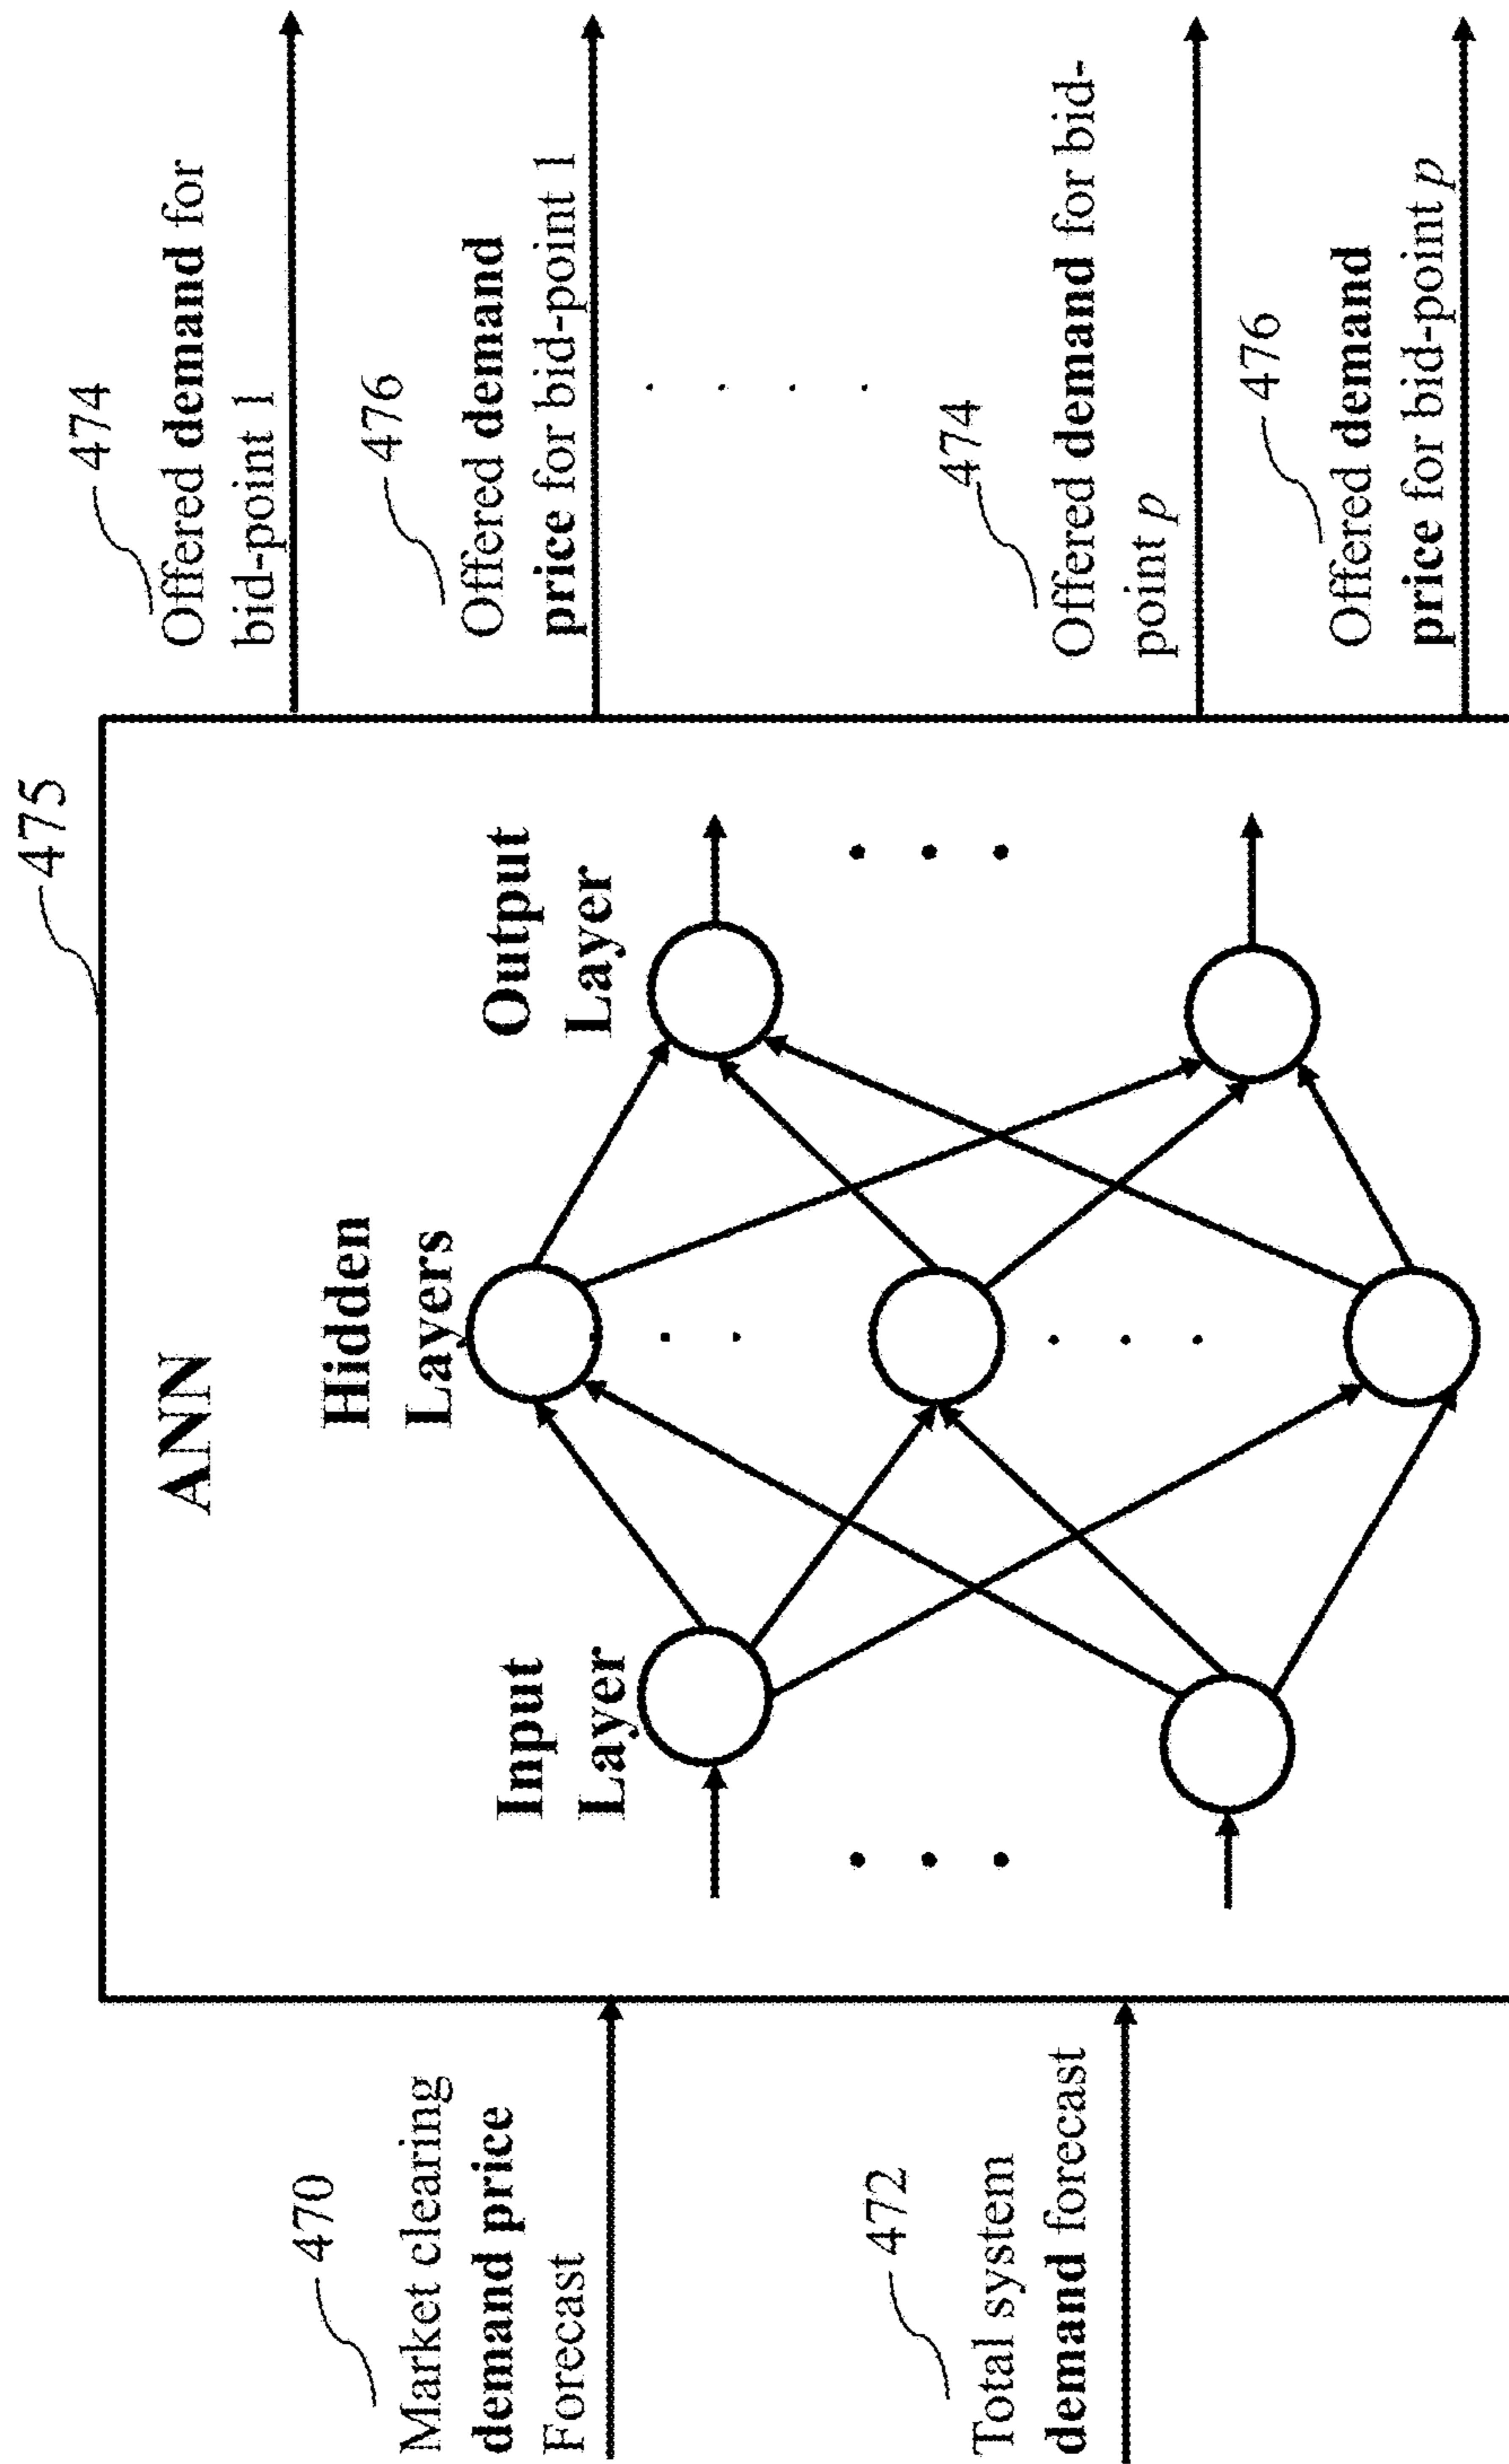 470
Market clearing
demand price
Forecast
472
Total system
demand forecast
475
ANN
Input
Layer
Hidden
Layers
Output
Layer
474
Offered demand for
bid-point 1
476
Offered demand
price for bid-point 1
474
Offered demand for bid-
point p
476
Offered demand
price for bid-point p